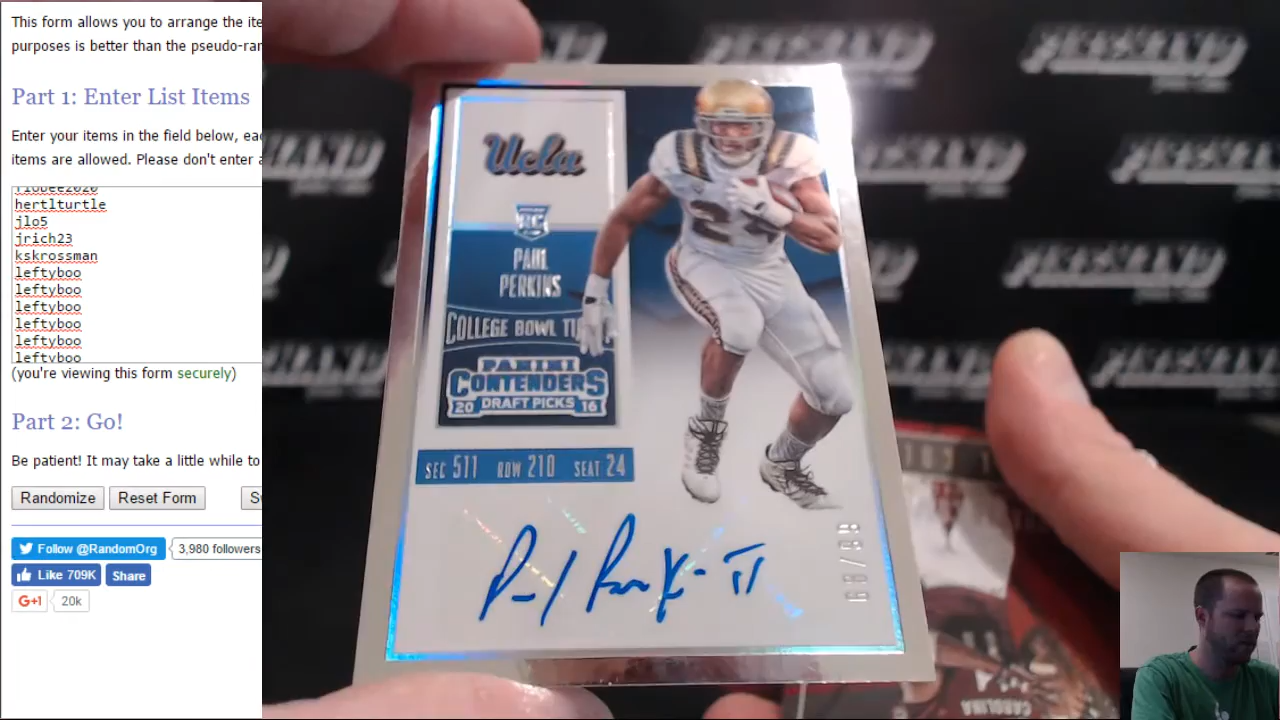 This form allows you to arrange the ite
purposes is better than the pseudo-ran
Part 1: Enter List Items
Enter your items in the field below, eac
items are allowed. Please don't enter a
hertlturtle
jlo5
jrich23
kskrossman
leftyboo
leftyboo
leftyboo
leftyboo
leftyboo
leftyboo
(you're viewing this form securely)
Part 2: Go!
Be patient! It may take a little while to
Randomize Reset Form
Follow @RandomOrg 3,980 followers
Like 709K Share
G+1 20k
Ucla
RC
PAUL
PERKINS
COLLEGE BOWL
PANINI
CONTENDERS
20 DRAFT PICKS 16
SEC 511 ROW 210 SEAT 24
24
CAROLINA